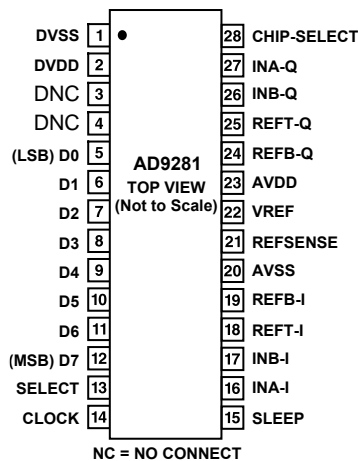 DVSS 1 28 CHIP-SELECT
DVDD 2 27 INA-Q
DNC 3 26 INB-Q
DNC 4 25 REFT-Q
(LSB) D0 5 24 REFB-Q
D1 6 AD9281 23 AVDD
D2 7 TOP VIEW 22 VREF
D3 8 (Not to Scale) 21 REFSENSE
D4 9 20 AVSS
D5 10 19 REFB-I
D6 11 18 REFT-I
(MSB) D7 12 17 INB-I
SELECT 13 16 INA-I
CLOCK 14 15 SLEEP
NC = NO CONNECT